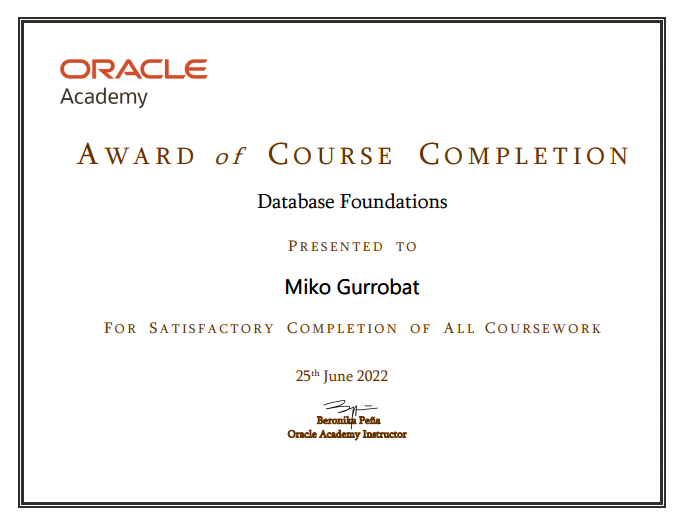 ORACLE
Academy
AWARD of COURSE COMPLETION
Database Foundations
PRESENTED TO
Miko Gurrobat
FOR SATISFACTORY COMPLETION OF ALL COURSEWORK
25th June 2022
Beronika Peña
Oracle Academy Instructor